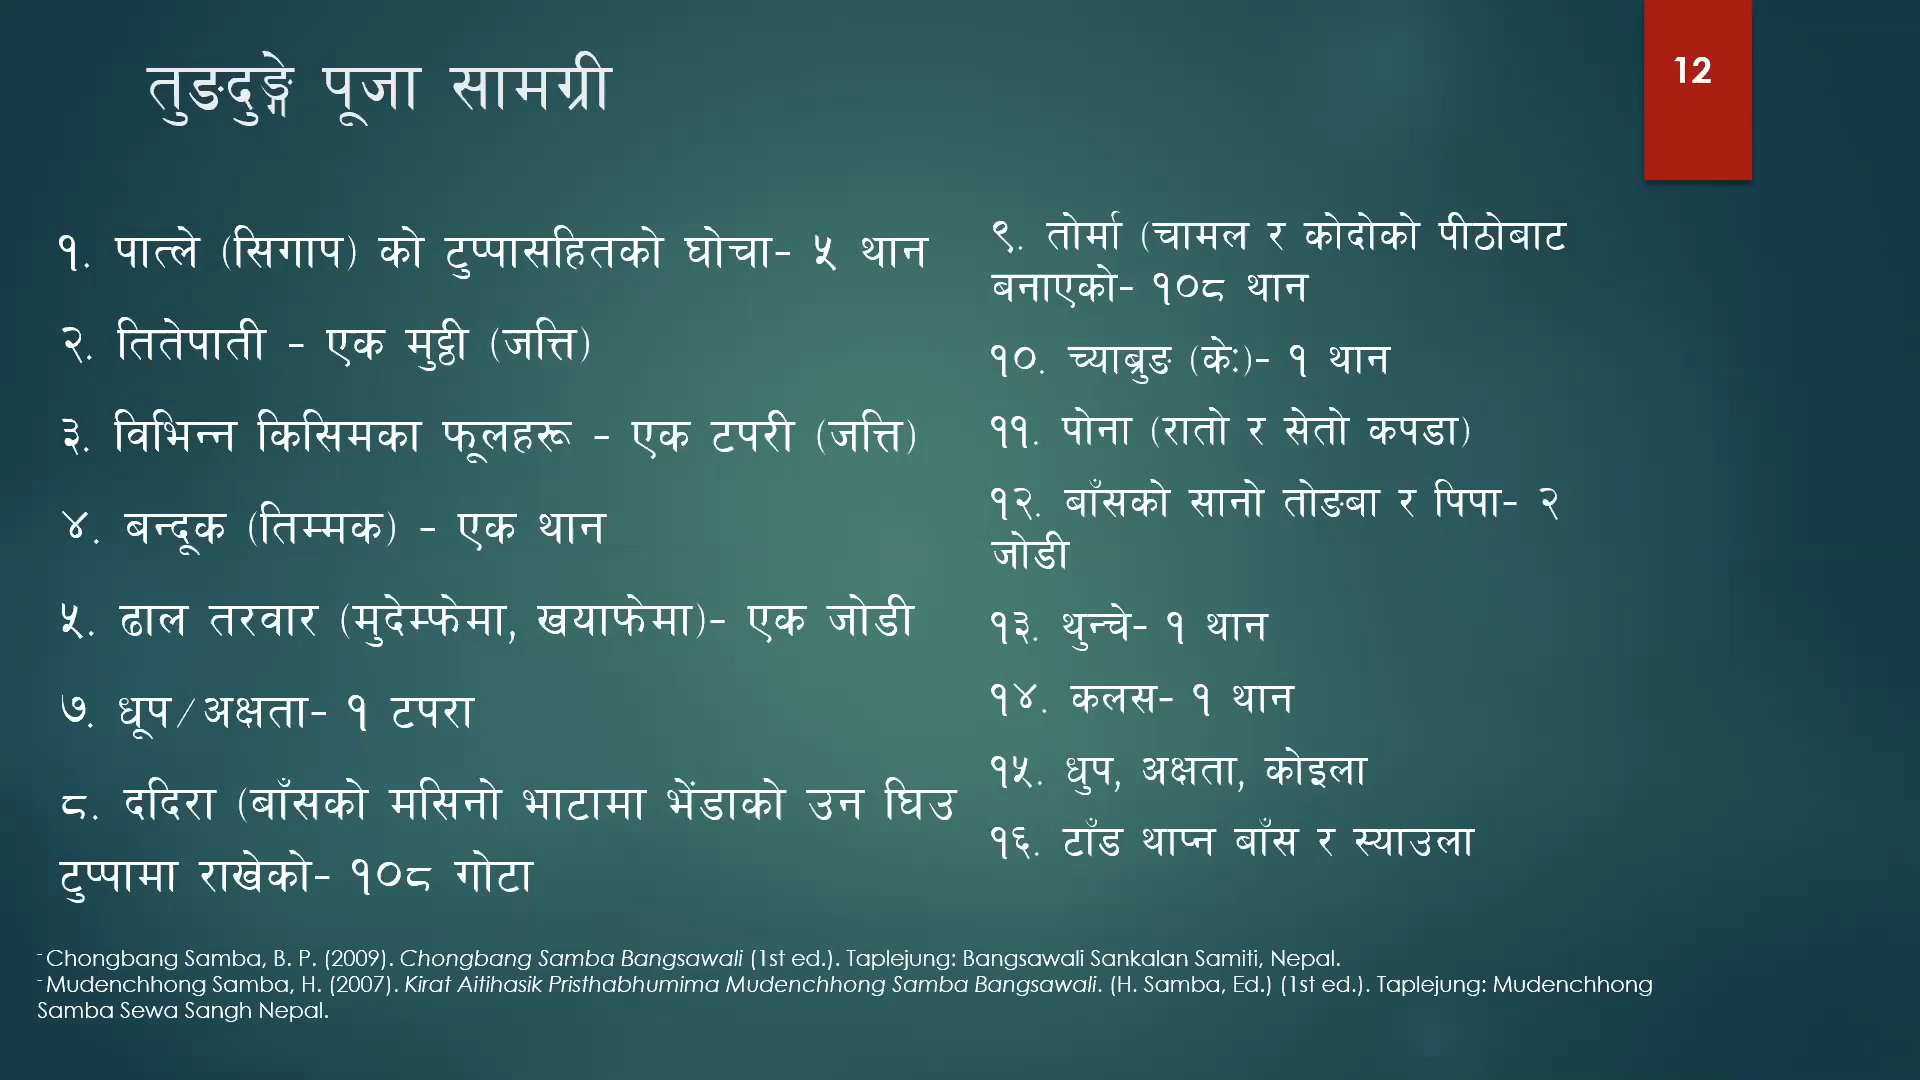 तुङदुङ्गे पूजा सामग्री
12
१. पात्ले (सिगाप) को टुप्पासहितको घोचा- ५ थान
२. तितेपाती - एक मुठ्ठी (जत्ति)
३. विभिन्न किसिमका फूलहरू - एक टपरी (जत्ति)
४. बन्दूक (तिम्मक) - एक थान
५. ढाल तरवार (मुदेम्फेमा, खयाफेमा)- एक जोडी
७. धूप/अक्षता- १ टपरा
८. ददिरा (बाँसको मसिनो भाटामा भेंडाको उन घिउ
टुप्पामा राखेको- १०८ गोटा
९. तोर्मा (चामल र कोदोको पीठोबाट
बनाएको- १०८ थान
१०. च्याब्रुङ (केः)- १ थान
११. पोना (रातो र सेतो कपडा)
१२. बाँसको सानो तोङबा र पिपा- २
जोडी
१३. थुन्चे- १ थान
१४. कलस- १ थान
१५. धुप, अक्षता, कोइला
१६. टाँड थाप्न बाँस र स्याउला
- Chongbang Samba, B. P. (2009). Chongbang Samba Bangsawali (1st ed.). Taplejung: Bangsawali Sankalan Samiti, Nepal.
- Mudenchhong Samba, H. (2007). Kirat Aitihasik Pristhabhumima Mudenchhong Samba Bangsawali. (H. Samba, Ed.) (1st ed.). Taplejung: Mudenchhong
Samba Sewa Sangh Nepal.